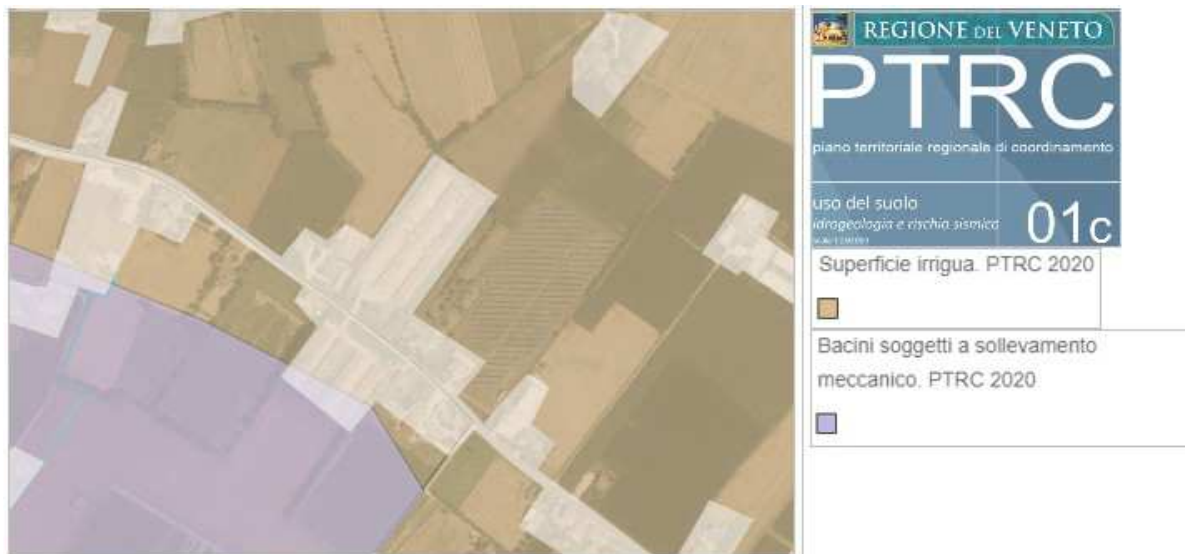 REGIONE DEL VENETO
PTRC
piano territoriale regionale di coordinamento
uso del suolo
idrogeologia e rischio sismico
01c
Superficie irrigua. PTRC 2020
Bacini soggetti a sollevamento
meccanico. PTRC 2020